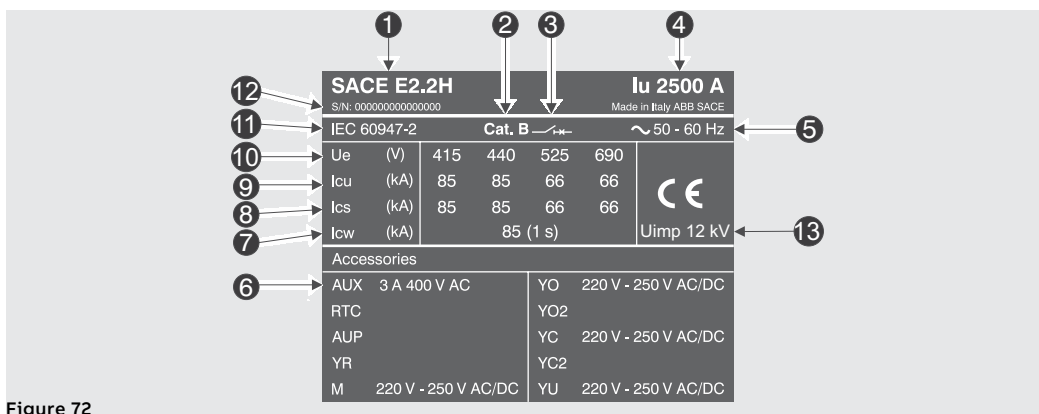 1 2 3 4
SACE E2.2H Iu 2500 A
12 S/N: 000000000000000 Made in Italy ABB SACE
11 IEC 60947-2 Cat. B 50 - 60 Hz 5
10 Ue (V) 415 440 525 690
9 Icu (kA) 85 85 66 66
CE
8 Ics (kA) 85 85 66 66
7 Icw (kA) 85 (1 s) Uimp 12 kV 13
Accessories
6 AUX 3 A 400 V AC YO 220 V - 250 V AC/DC
RTC YO2
AUP YC 220 V - 250 V AC/DC
YR YC2
M 220 V - 250 V AC/DC YU 220 V - 250 V AC/DC
Figure 72